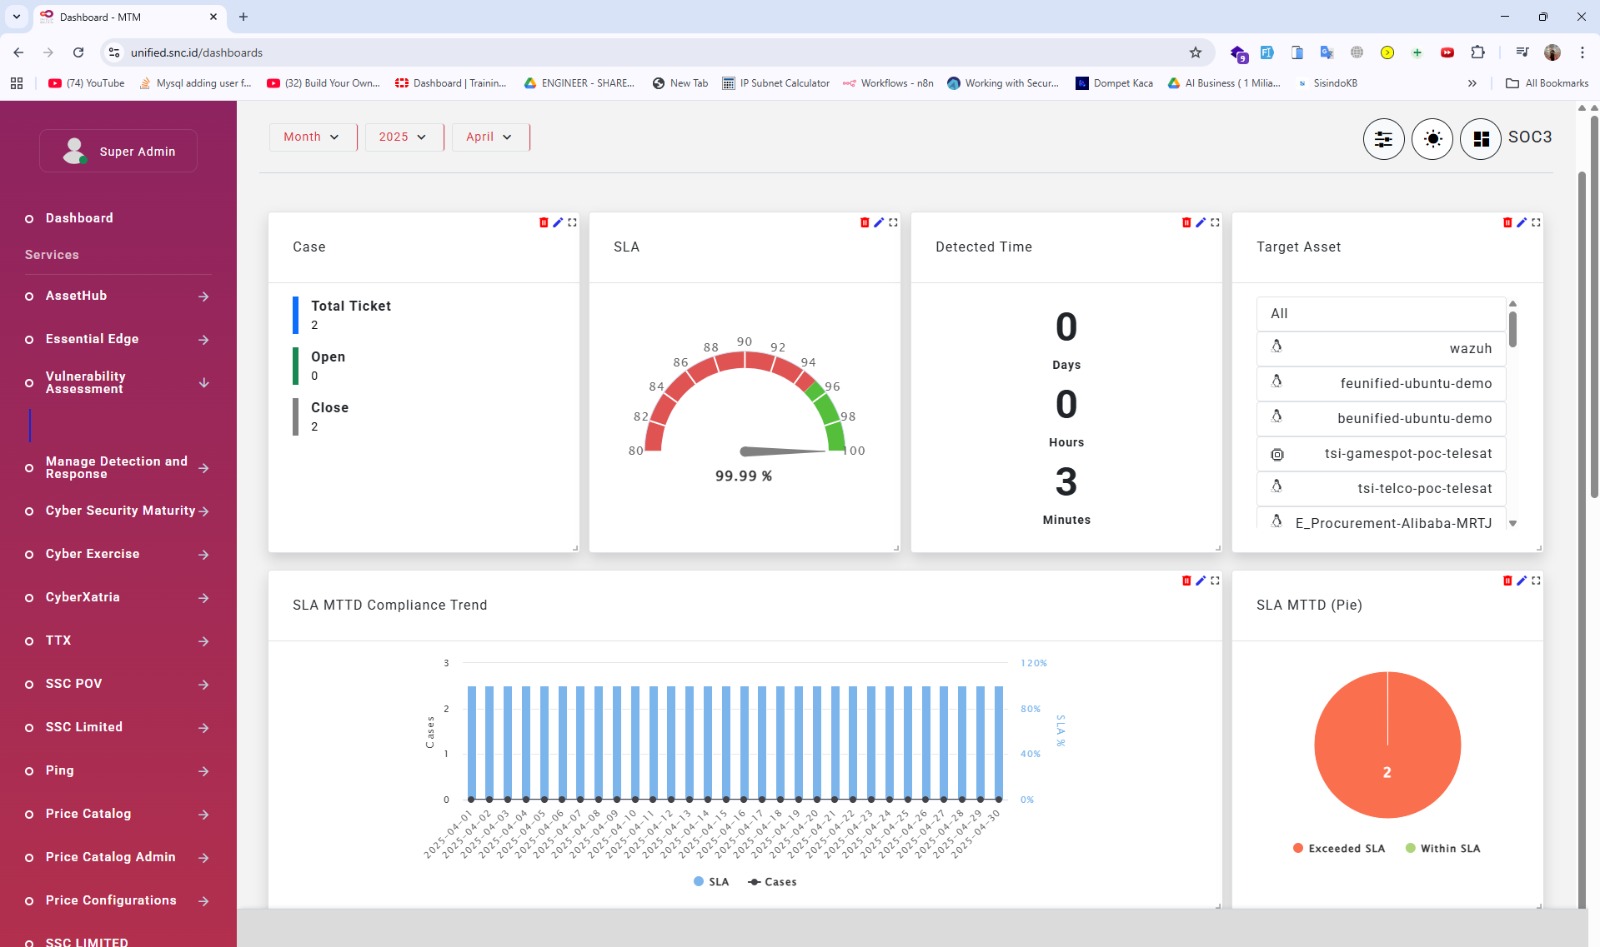 Dashboard - MTM
unified.snc.id/dashboards
9
(74) YouTube
Mysql adding user f...
(32) Build Your Own...
Dashboard | Trainin...
ENGINEER - SHARE...
New Tab
IP Subnet Calculator
Workflows - n8n
Working with Secur...
Dompet Kaca
AI Business ( 1 Milia...
SisindoKB
All Bookmarks
Super Admin
Dashboard
Services
AssetHub
Essential Edge
Vulnerability
Assessment
Manage Detection and
Response
Cyber Security Maturity
Cyber Exercise
CyberXatria
TTX
SSC POV
SSC Limited
Ping
Price Catalog
Price Catalog Admin
Price Configurations
SSC LIMITED
Month
2025
April
SOC3
Case
Total Ticket
2
Open
0
Close
2
SLA
80
82
84
86
88
90
92
94
96
98
100
99.99 %
Detected Time
0
Days
0
Hours
3
Minutes
Target Asset
All
wazuh
feunified-ubuntu-demo
beunified-ubuntu-demo
tsi-gamespot-poc-telesat
tsi-telco-poc-telesat
E_Procurement-Alibaba-MRTJ
SLA MTTD Compliance Trend
3
2
1
0
Cases
120%
80%
40%
0%
SLA %
2025-04-01
2025-04-02
2025-04-03
2025-04-04
2025-04-05
2025-04-06
2025-04-07
2025-04-08
2025-04-09
2025-04-10
2025-04-11
2025-04-12
2025-04-13
2025-04-14
2025-04-15
2025-04-16
2025-04-17
2025-04-18
2025-04-19
2025-04-20
2025-04-21
2025-04-22
2025-04-23
2025-04-24
2025-04-25
2025-04-26
2025-04-27
2025-04-28
2025-04-29
2025-04-30
SLA
Cases
SLA MTTD (Pie)
2
Exceeded SLA
Within SLA